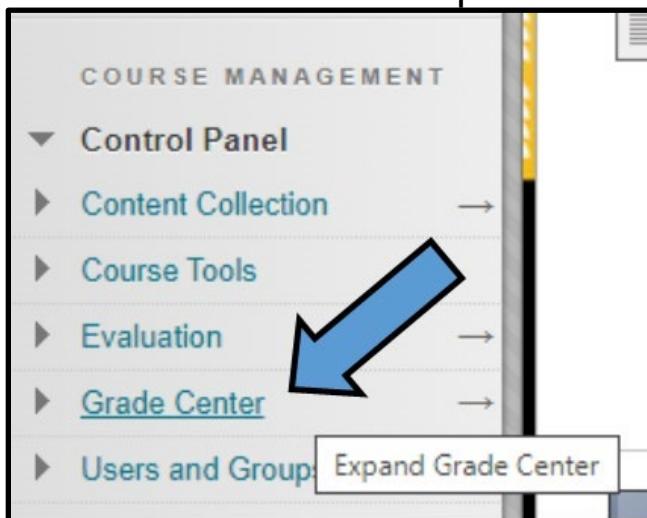 COURSE MANAGEMENT
Control Panel
Content Collection
Course Tools
Evaluation
Grade Center
Users and Group
Expand Grade Center